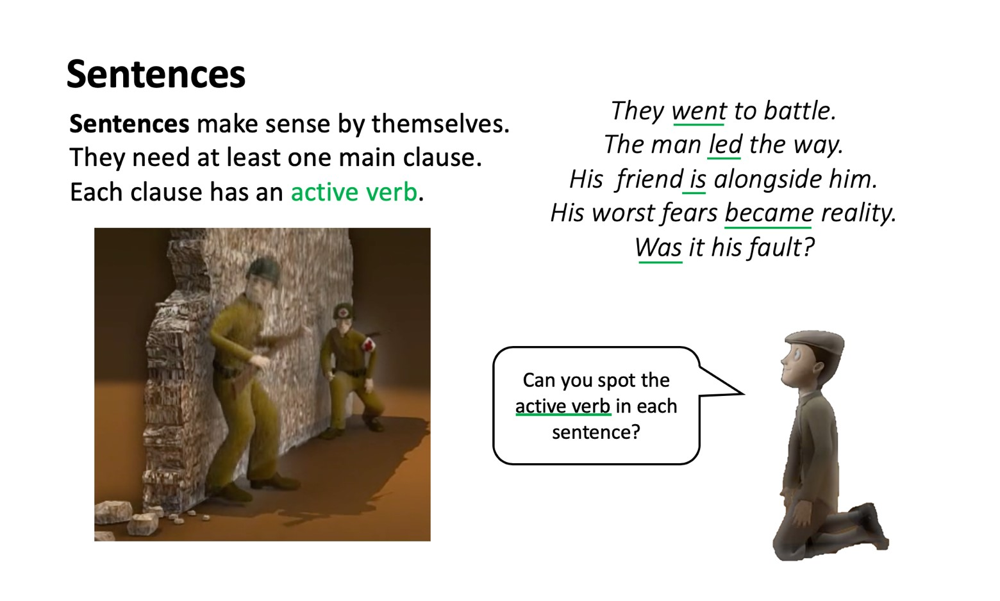 Sentences
Sentences make sense by themselves.
They need at least one main clause.
Each clause has an active verb.
They went to battle.
The man led the way.
His  friend is alongside him.
His worst fears became reality.
Was it his fault?
Can you spot the
active verb in each
sentence?